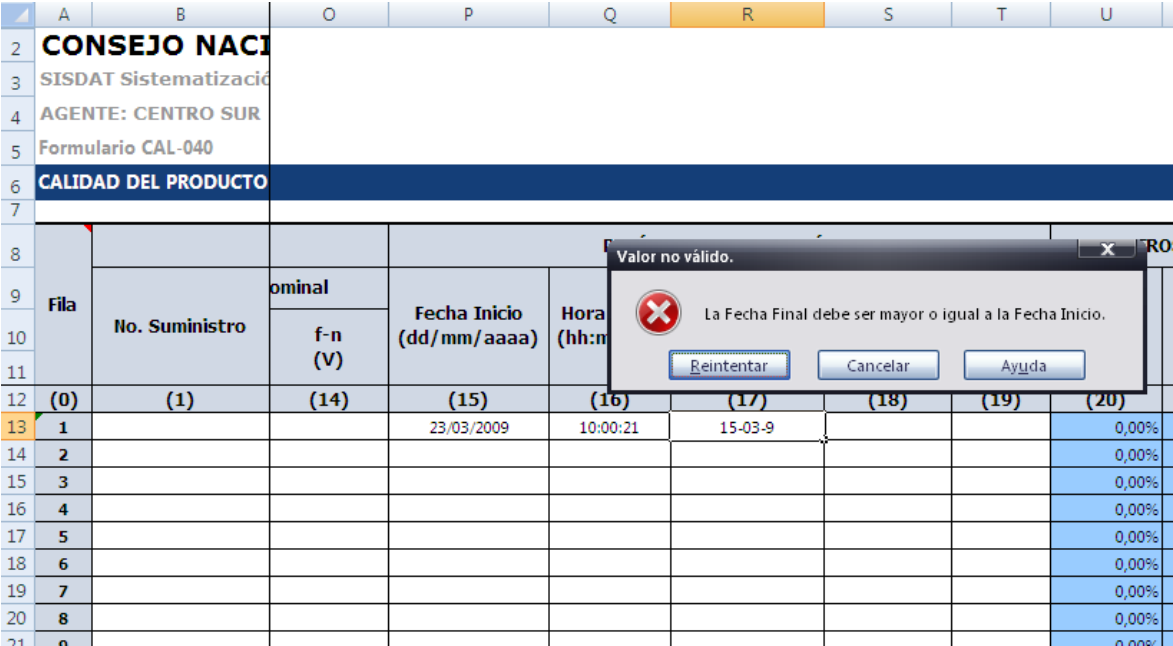 A B O P Q R S T U
2 CONSEJO NACI
3 SISDAT Sistematizació
4 AGENTE: CENTRO SUR
5 Formulario CAL-040
6 CALIDAD DEL PRODUCTO
7
8
Valor no válido.
La Fecha Final debe ser mayor o igual a la Fecha Inicio.
Reintentar Cancelar Ayuda
9 ominal
Fila No. Suministro Fecha Inicio Hora
10 f-n (dd/mm/aaaa) (hh:m
11 (V)
12 (0) (1) (14) (15) (16) (17) (18) (19) (20)
13 1 23/03/2009 10:00:21 15-03-9 0,00%
14 2 0,00%
15 3 0,00%
16 4 0,00%
17 5 0,00%
18 6 0,00%
19 7 0,00%
20 8 0,00%
21 9 0,00%